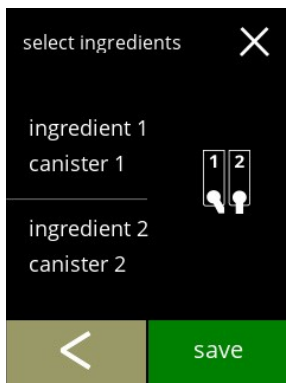 select ingredients
ingredient 1
canister 1
1 2
ingredient 2
canister 2
save